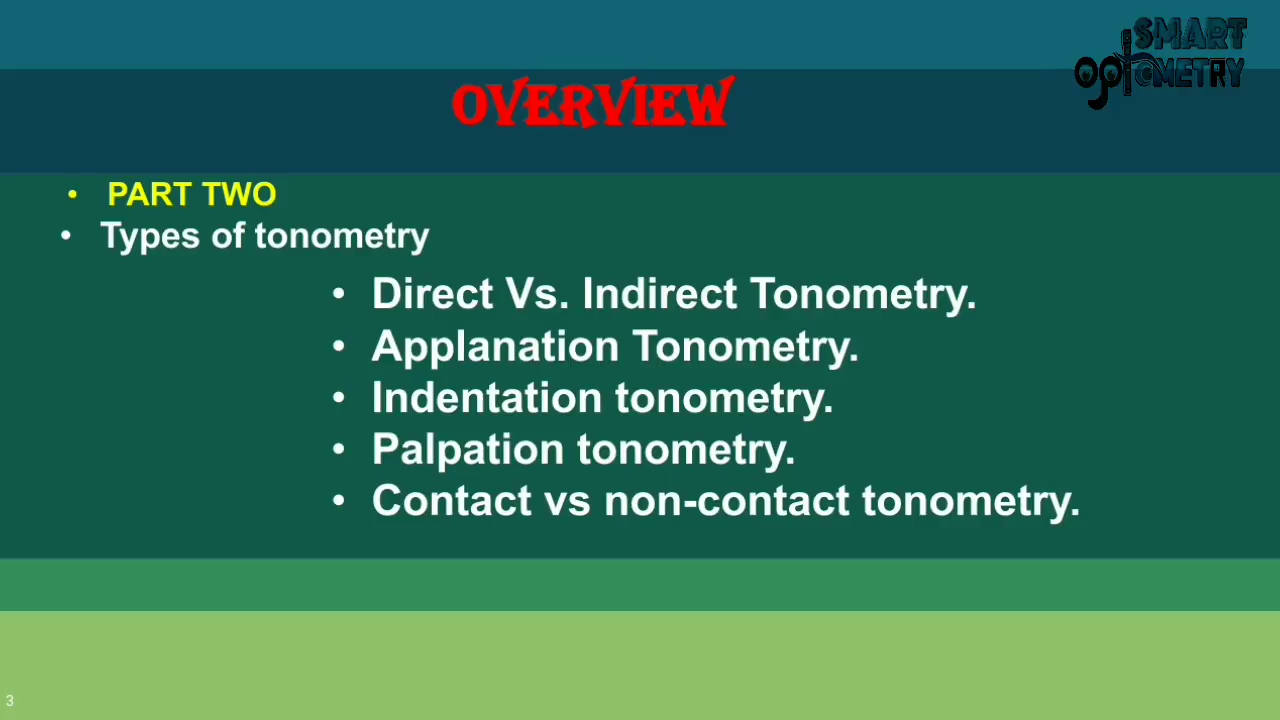 SMART
OptOMETRY
OVERVIEW
• PART TWO
• Types of tonometry
• Direct Vs. Indirect Tonometry.
• Applanation Tonometry.
• Indentation tonometry.
• Palpation tonometry.
• Contact vs non-contact tonometry.
3